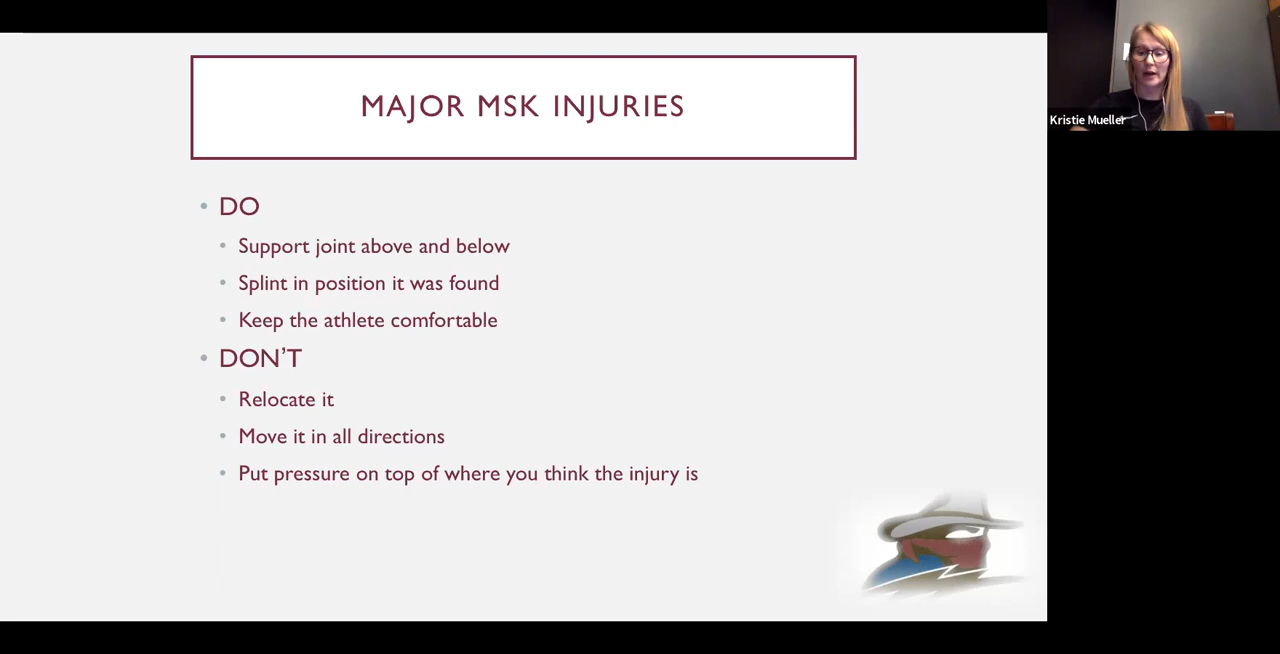 MAJOR MSK INJURIES
Kristie Mueller
• DO
• Support joint above and below
• Splint in position it was found
• Keep the athlete comfortable
• DON’T
• Relocate it
• Move it in all directions
• Put pressure on top of where you think the injury is